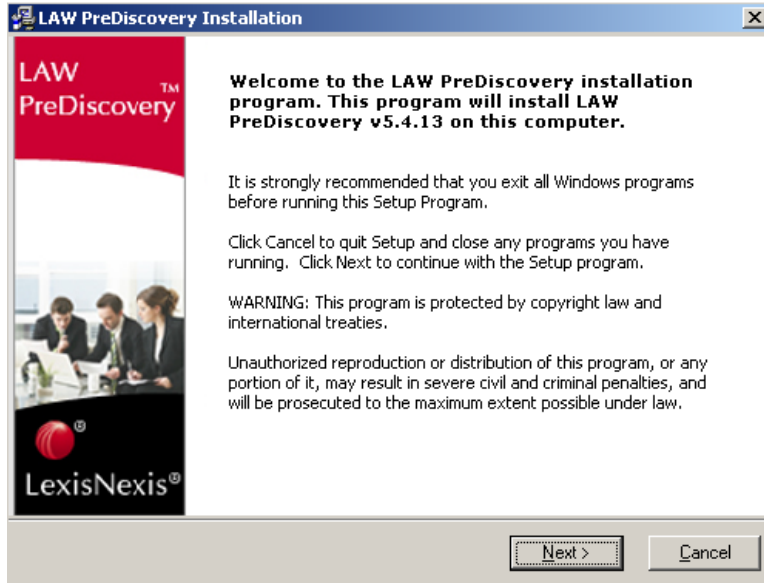 LAW PreDiscovery Installation
LAW
PreDiscovery™
Welcome to the LAW PreDiscovery installation
program. This program will install LAW
PreDiscovery v5.4.13 on this computer.
It is strongly recommended that you exit all Windows programs
before running this Setup Program.
Click Cancel to quit Setup and close any programs you have
running.  Click Next to continue with the Setup program.
WARNING: This program is protected by copyright law and
international treaties.
Unauthorized reproduction or distribution of this program, or any
portion of it, may result in severe civil and criminal penalties, and
will be prosecuted to the maximum extent possible under law.
®
LexisNexis®
Next > Cancel